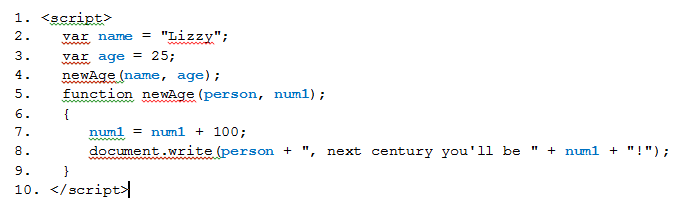 1. <script>
2. var name = "Lizzy";
3. var age = 25;
4. newAge(name, age);
5. function newAge(person, num1);
6. {
7. num1 = num1 + 100;
8. document.write(person + ", next century you'll be " + num1 + "!");
9. }
10. </script>